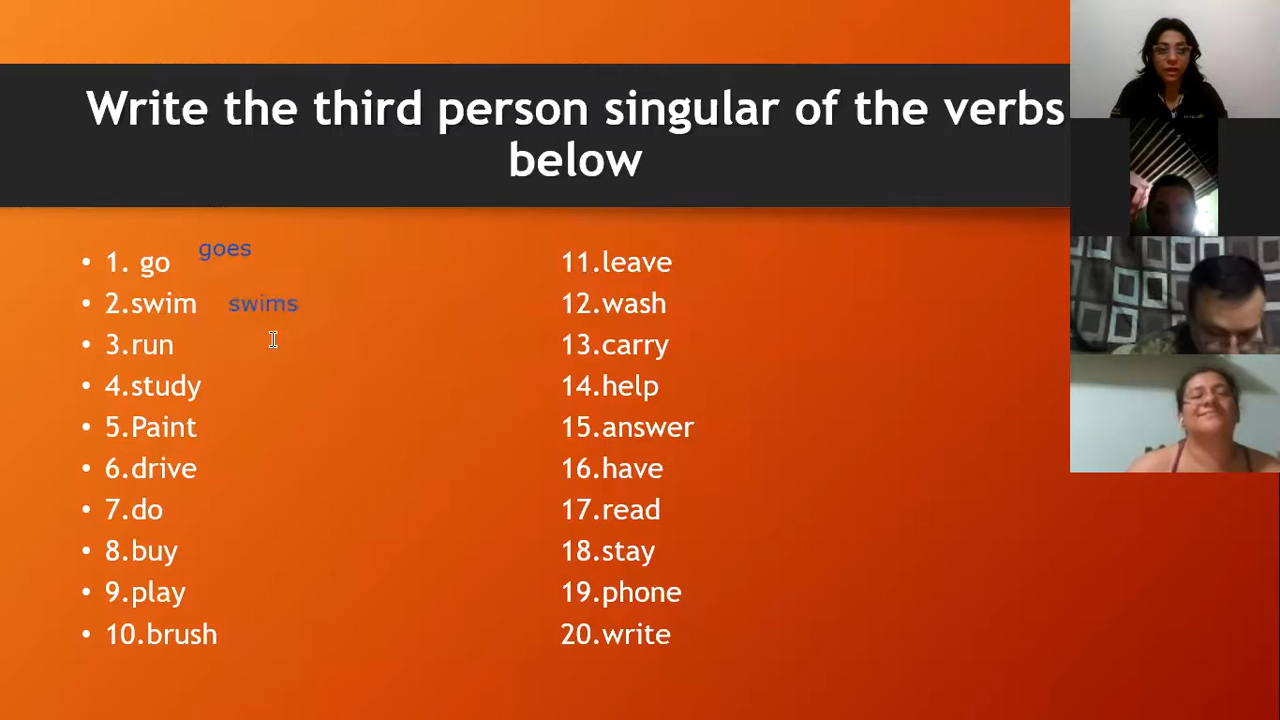 Write the third person singular of the verbs
below
• 1. go goes
• 2.swim swims
• 3.run
• 4.study
• 5.Paint
• 6.drive
• 7.do
• 8.buy
• 9.play
• 10.brush
11.leave
12.wash
13.carry
14.help
15.answer
16.have
17.read
18.stay
19.phone
20.write